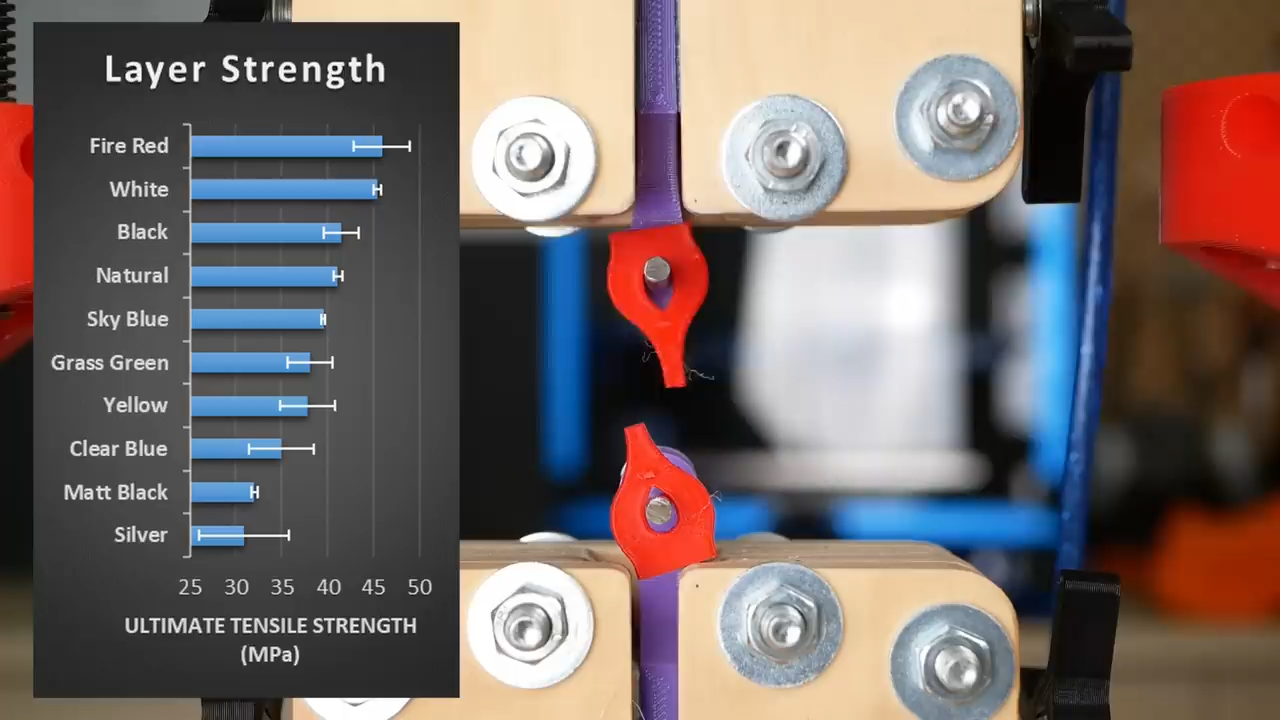 Layer Strength
Fire Red
White
Black
Natural
Sky Blue
Grass Green
Yellow
Clear Blue
Matt Black
Silver
25 30 35 40 45 50
ULTIMATE TENSILE STRENGTH
(MPa)